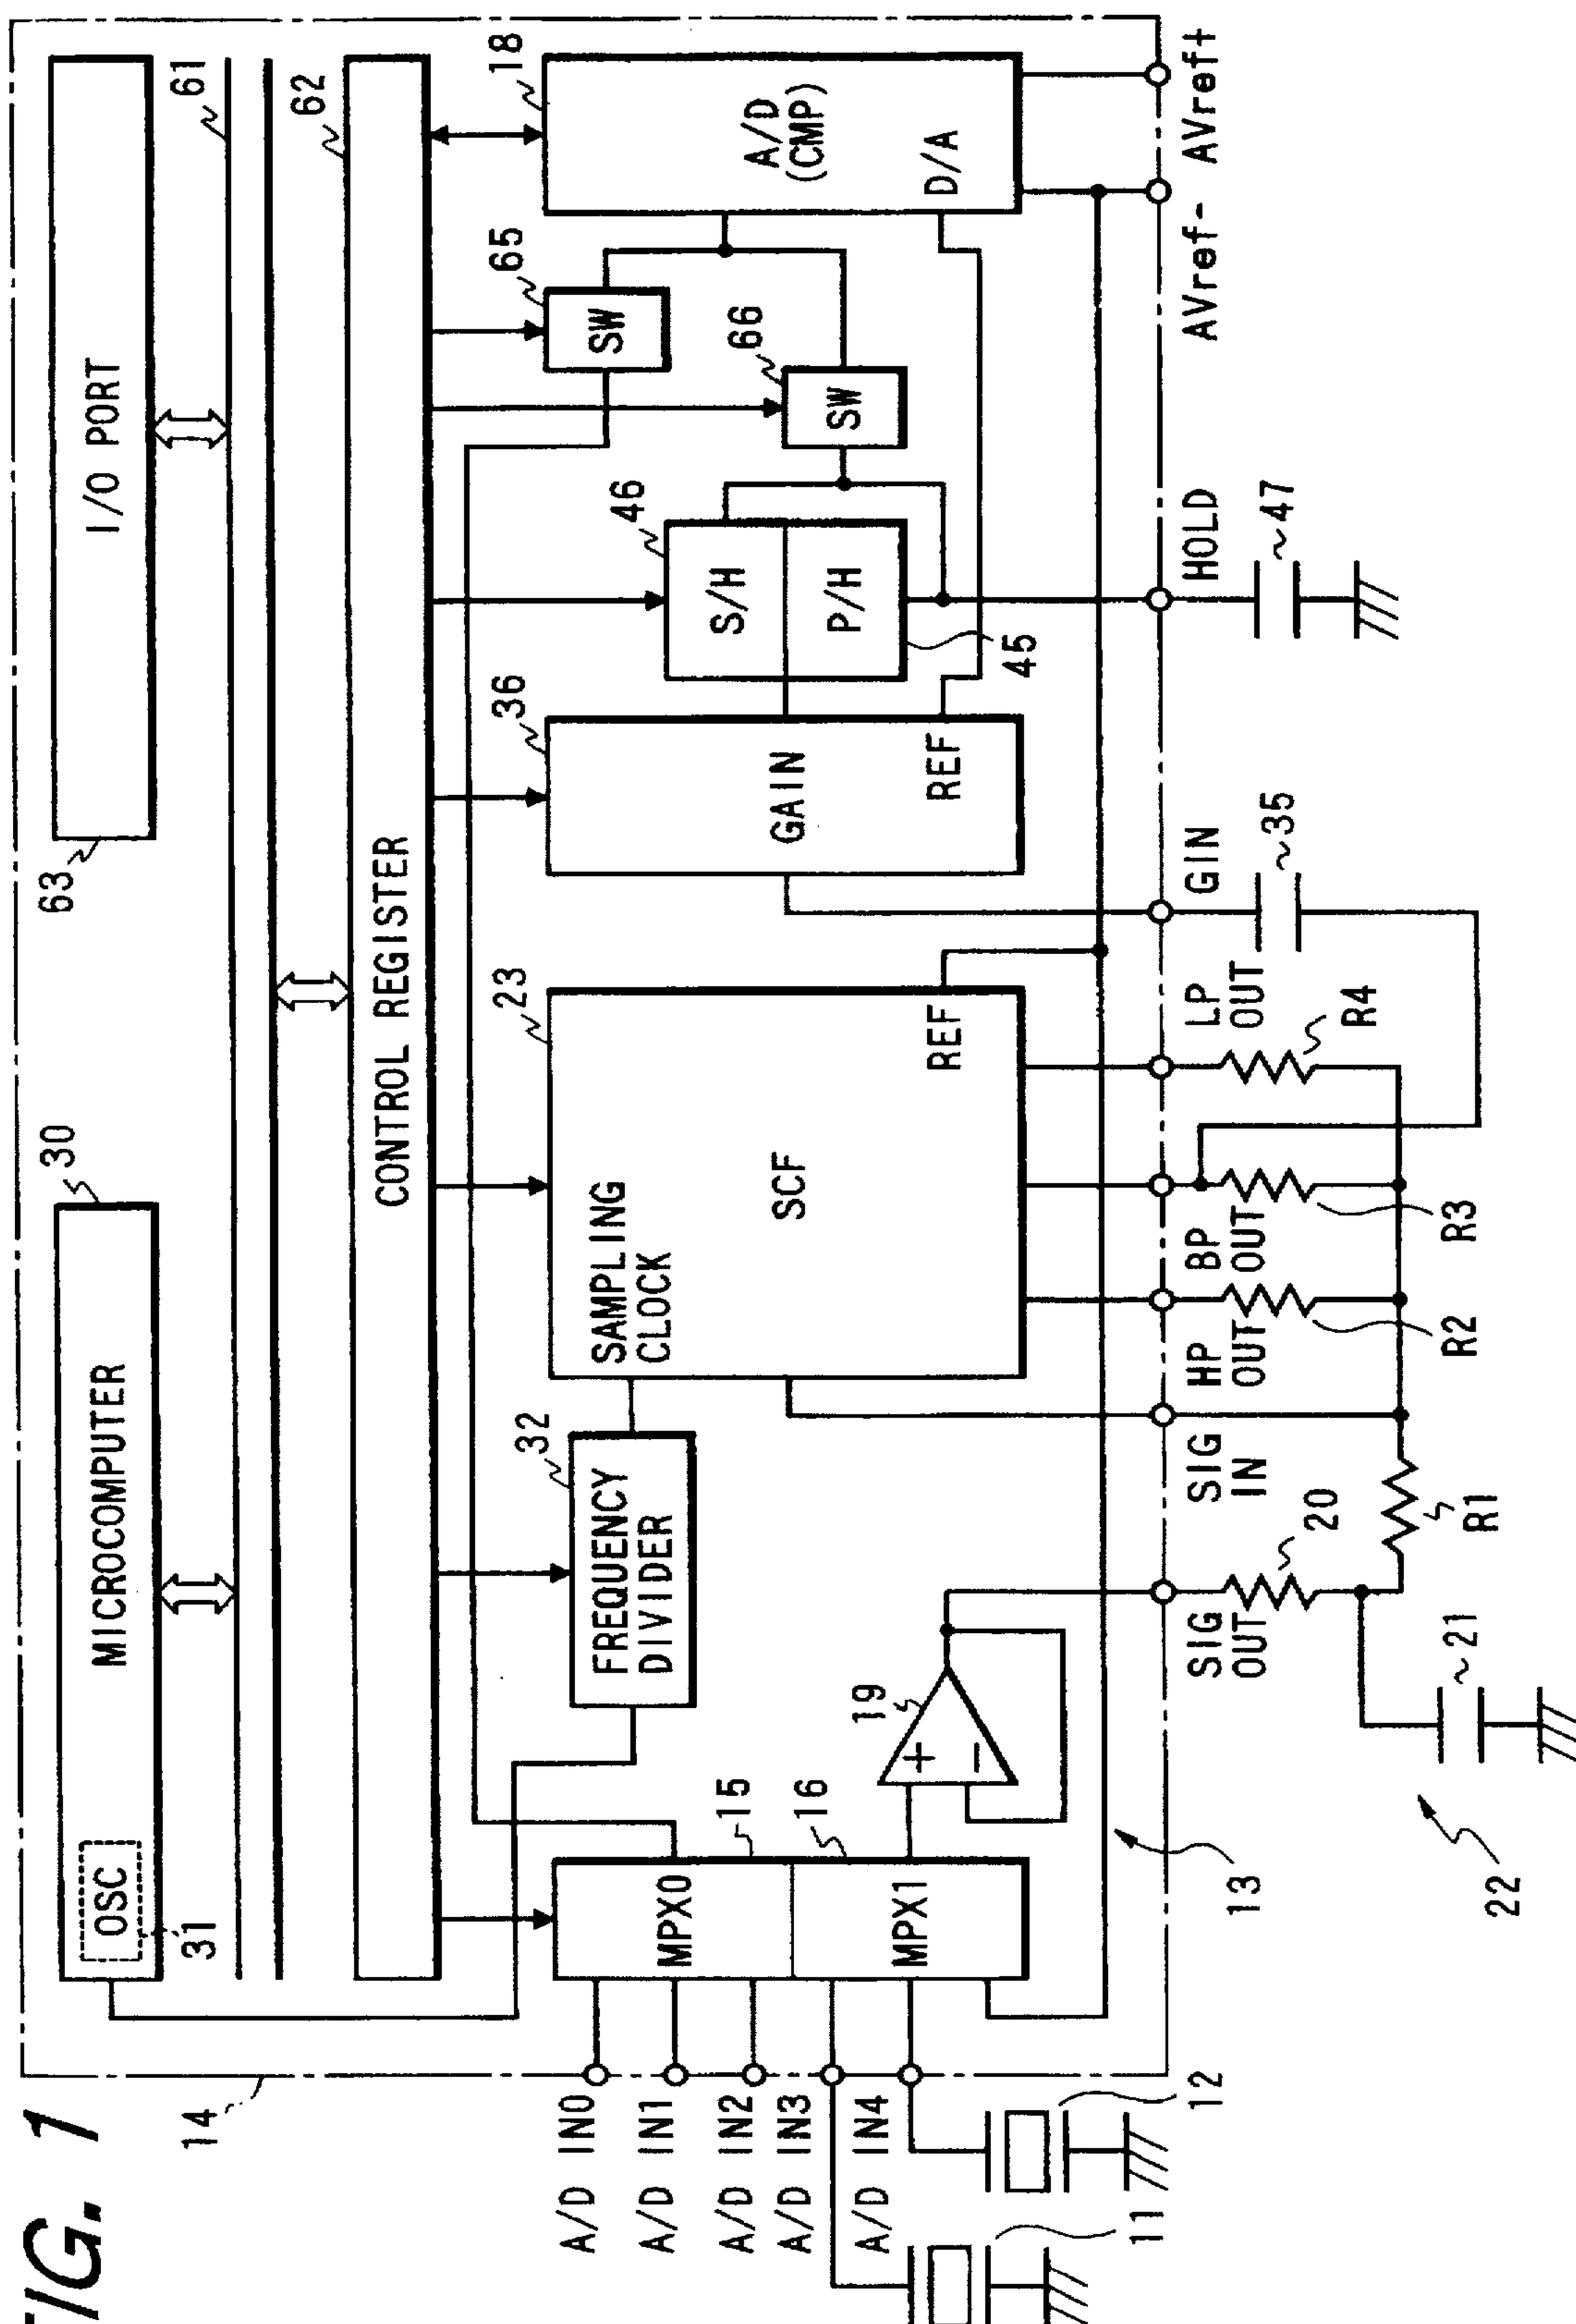 FIG. 1
14
30
MICROCOMPUTER
OSC
31
63
I/O PORT
61
62
CONTROL REGISTER
A/D IN0
A/D IN1
A/D IN2
A/D IN3
A/D IN4
MPX0
MPX1
15
16
19
+
−
32
FREQUENCY
DIVIDER
23
SAMPLING
CLOCK
SCF
REF
36
GAIN
REF
46
S/H
P/H
45
65
SW
66
SW
18
A/D
(CMP)
D/A
13
11
12
SIG
OUT
SIG
IN
HP
OUT
BP
OUT
LP
OUT
GIN
HOLD
AVref-
AVref+
20
21
22
R1
R2
R3
R4
35
47